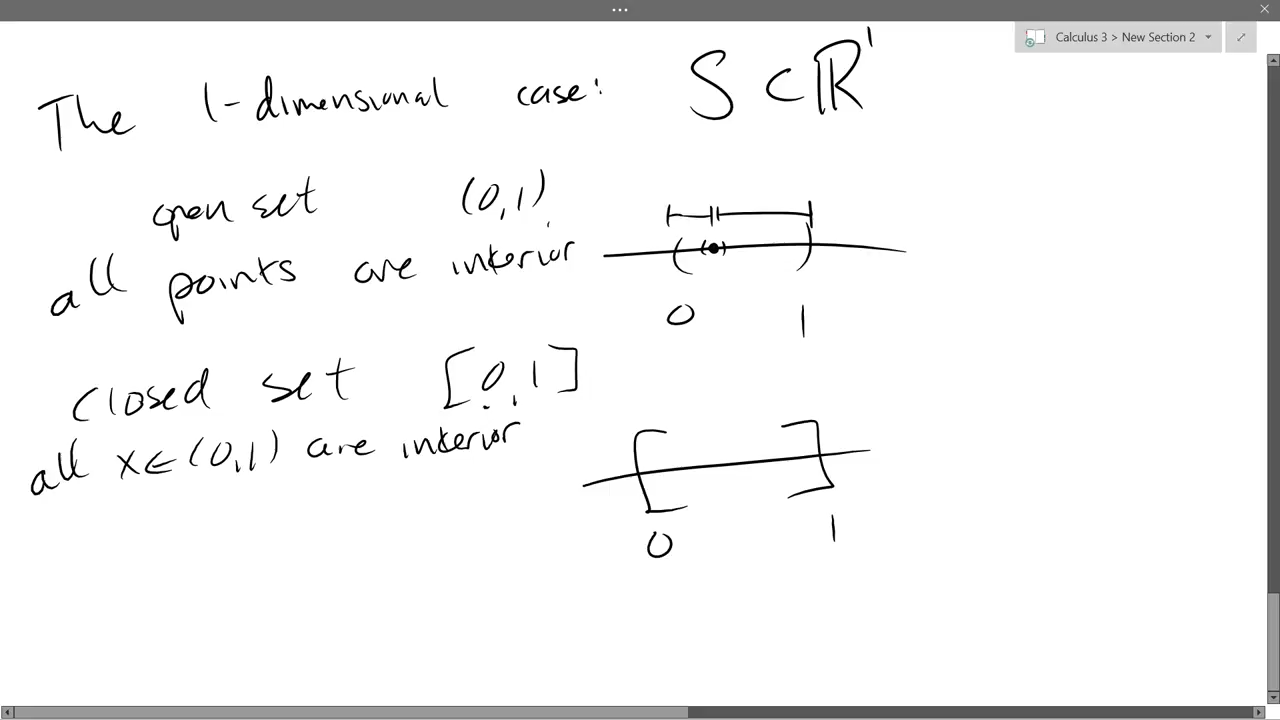 Calculus 3 > New Section 2
The 1-dimensional case: S ⊂ ℝ¹
open set (0,1)
all points are interior
0 1
closed set [0,1]
all x∈(0,1) are interior
0 1